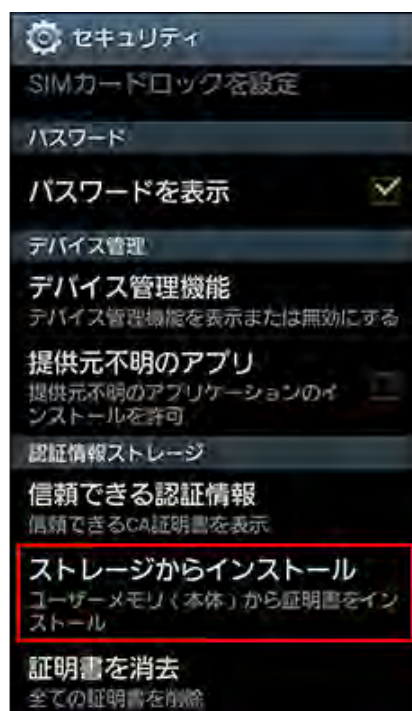 セキュリティ
SIMカードロックを設定
パスワード
パスワードを表示
デバイス管理
デバイス管理機能
デバイス管理機能を表示または無効にする
提供元不明のアプリ
提供元不明のアプリケーションのイ
ンストールを許可
認証情報ストレージ
信頼できる認証情報
信頼できるCA証明書を表示
ストレージからインストール
ユーザーメモリ(本体)から証明書をイン
ストール
証明書を消去
全ての証明書を削除